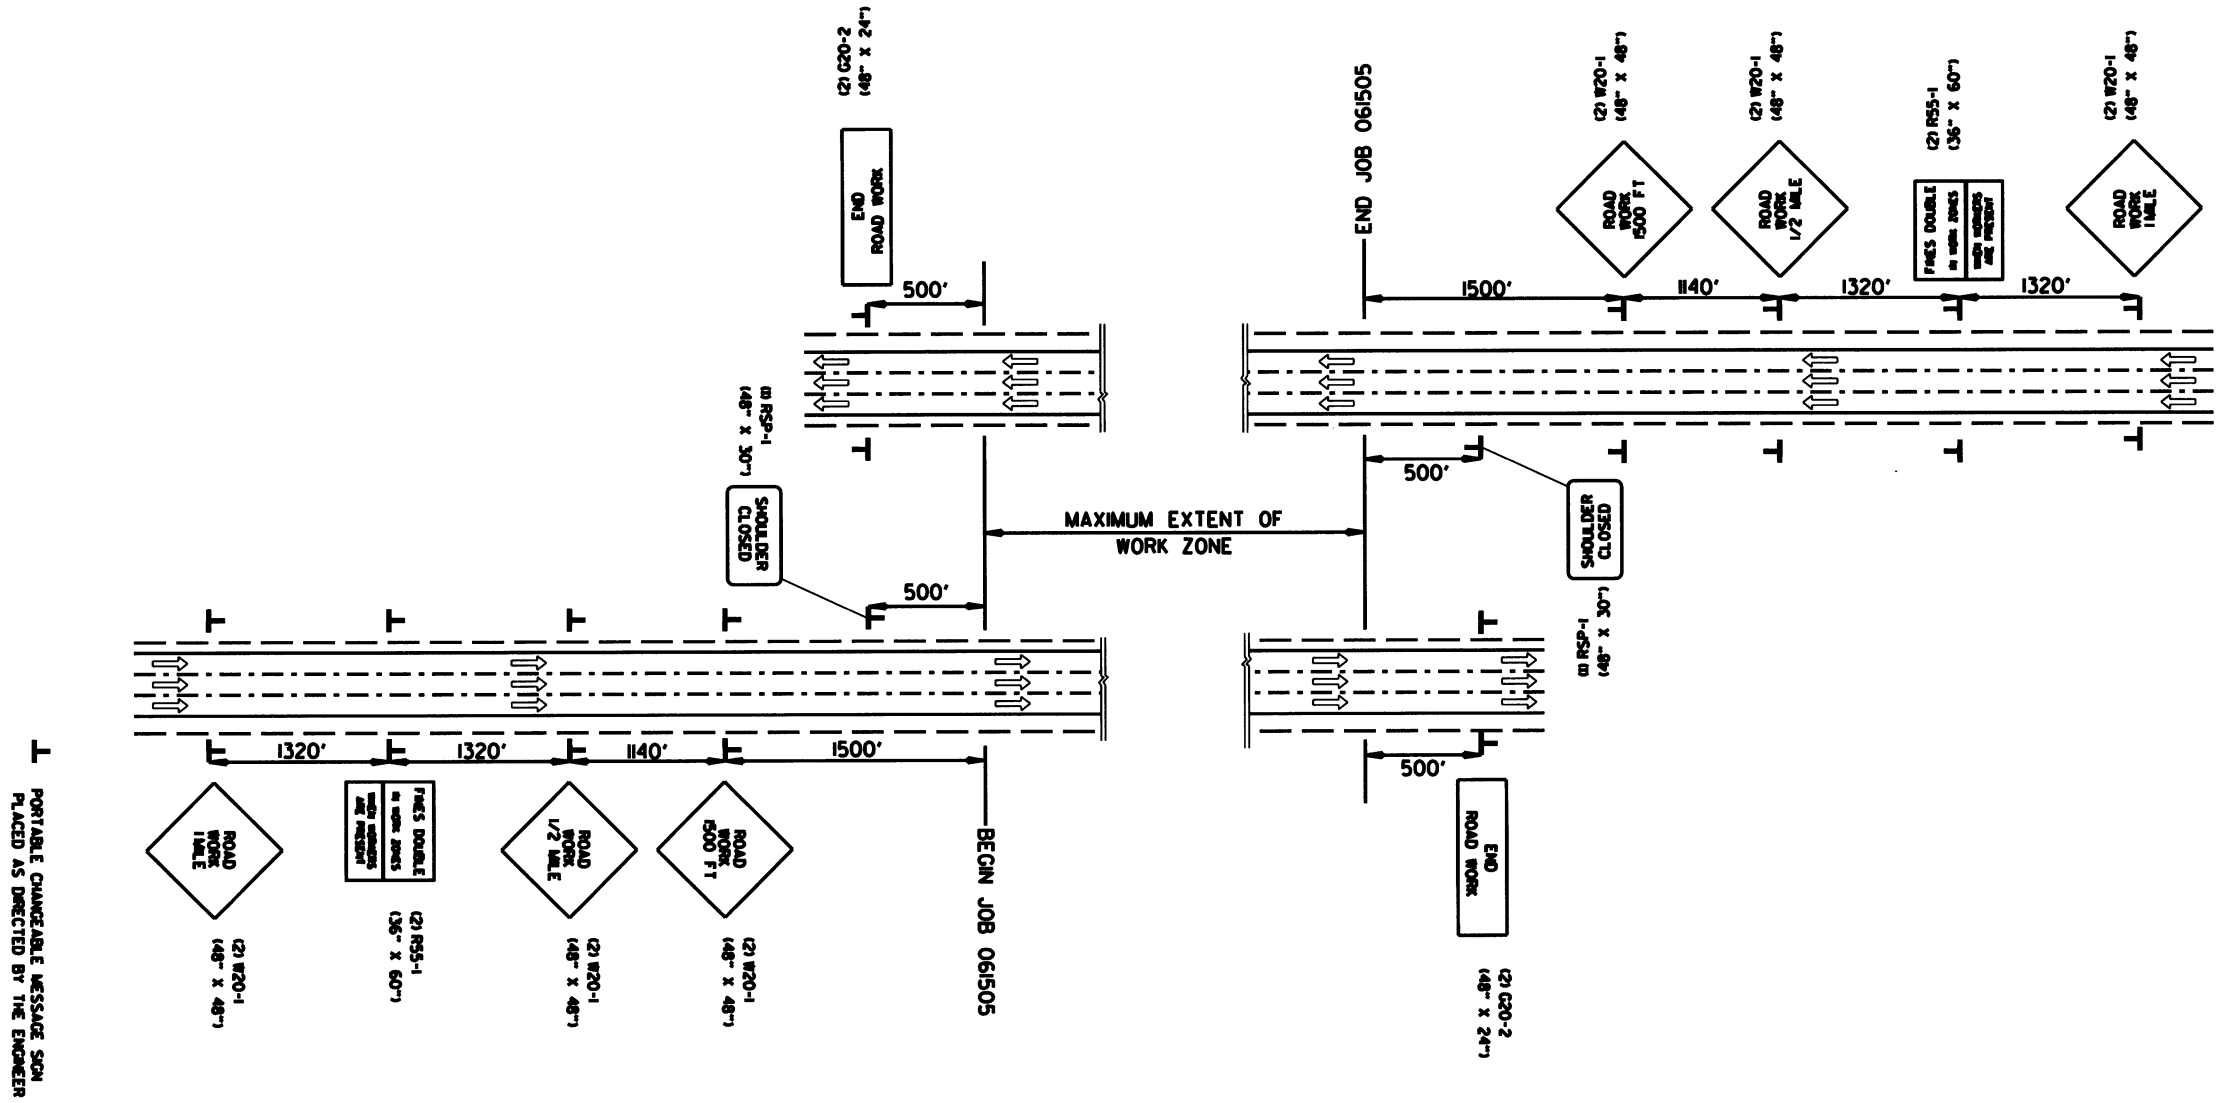 (2) G20-2
(48" X 24")
END
ROAD WORK
500'
END JOB 061505
(2) W20-1
(48" X 48")
ROAD
WORK
1500 FT
(2) W20-1
(48" X 48")
ROAD
WORK
1/2 MILE
(2) R55-1
(36" X 60")
FINES DOUBLE
IN WORK ZONES
WHEN WORKERS
ARE PRESENT
(2) W20-1
(48" X 48")
ROAD
WORK
1 MILE
1500'
1140'
1320'
1320'
(1) RSP-1
(48" X 30")
SHOULDER
CLOSED
500'
MAXIMUM EXTENT OF
WORK ZONE
500'
SHOULDER
CLOSED
(1) RSP-1
(48" X 30")
1320'
1320'
1140'
1500'
500'
ROAD
WORK
1 MILE
(2) W20-1
(48" X 48")
FINES DOUBLE
IN WORK ZONES
WHEN WORKERS
ARE PRESENT
(2) R55-1
(36" X 60")
ROAD
WORK
1/2 MILE
(2) W20-1
(48" X 48")
ROAD
WORK
1500 FT
(2) W20-1
(48" X 48")
BEGIN JOB 061505
END
ROAD WORK
(2) G20-2
(48" X 24")
PORTABLE CHANGEABLE MESSAGE SIGN
PLACED AS DIRECTED BY THE ENGINEER